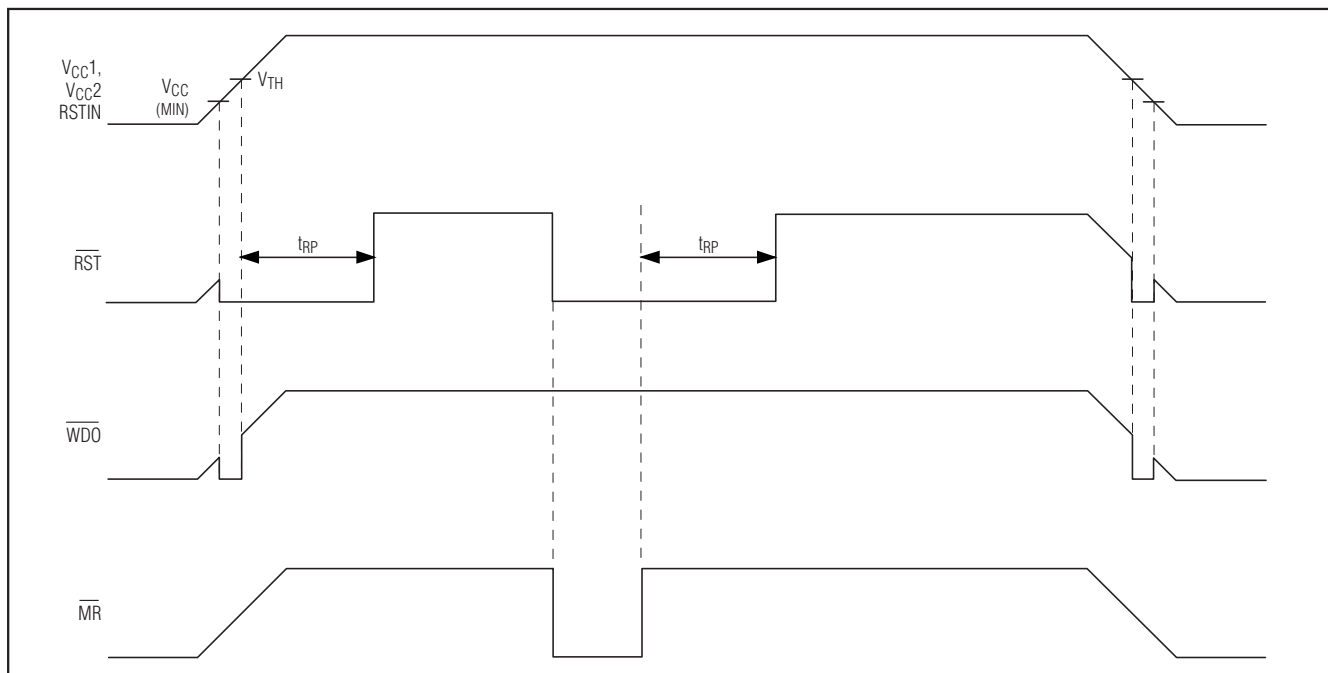 VCC1,
VCC2
RSTIN
VCC
(MIN)
VTH
RST
tRP
tRP
WDO
MR